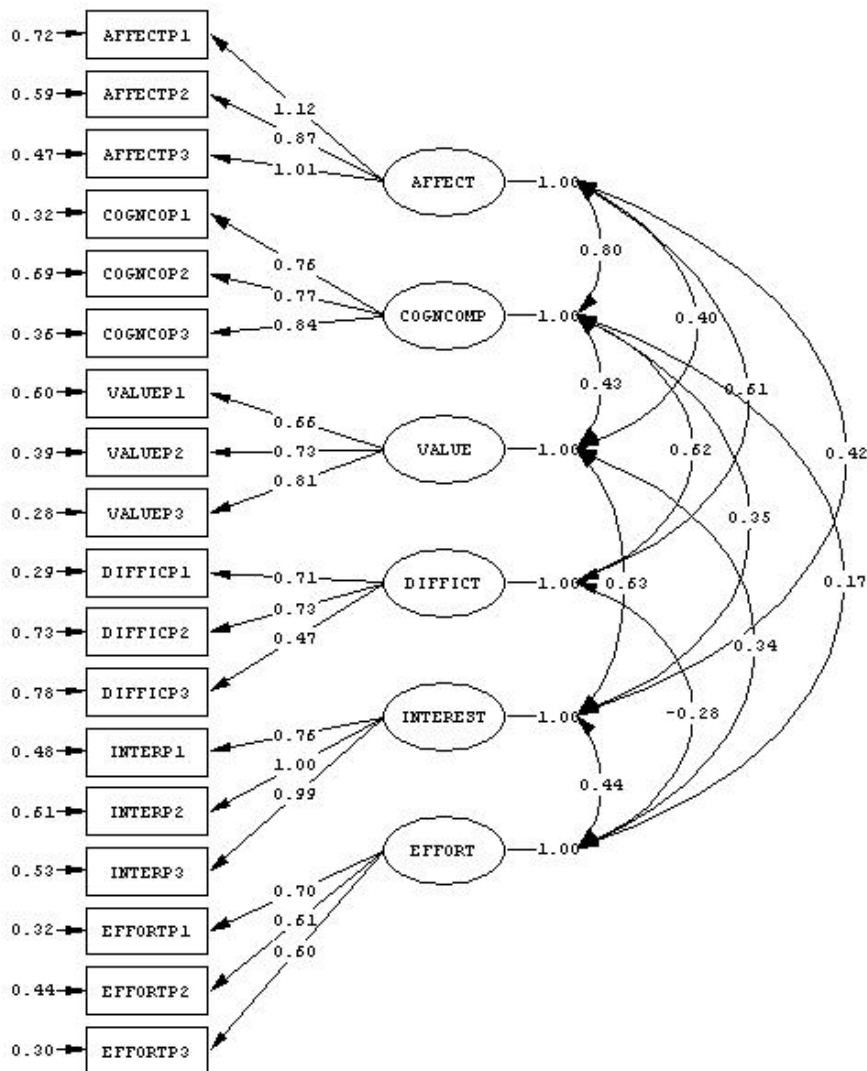 0.72 AFFECTP1
0.59 AFFECTP2
0.47 AFFECTP3
0.32 COGNCOP1
0.69 COGNCOP2
0.36 COGNCOP3
0.60 VALUEP1
0.39 VALUEP2
0.28 VALUEP3
0.29 DIFFICP1
0.73 DIFFICP2
0.78 DIFFICP3
0.48 INTERP1
0.61 INTERP2
0.53 INTERP3
0.32 EFFORTP1
0.44 EFFORTP2
0.30 EFFORTP3
1.12
0.87
1.01
0.76
0.77
0.84
0.66
0.73
0.81
0.71
0.73
0.47
0.76
1.00
0.99
0.70
0.61
0.60
AFFECT 1.00
COGNCOMP 1.00
VALUE 1.00
DIFFICT 1.00
INTEREST 1.00
EFFORT 1.00
0.80
0.40
0.43
0.61
0.62
0.42
0.35
0.63
0.17
0.34
-0.28
0.44